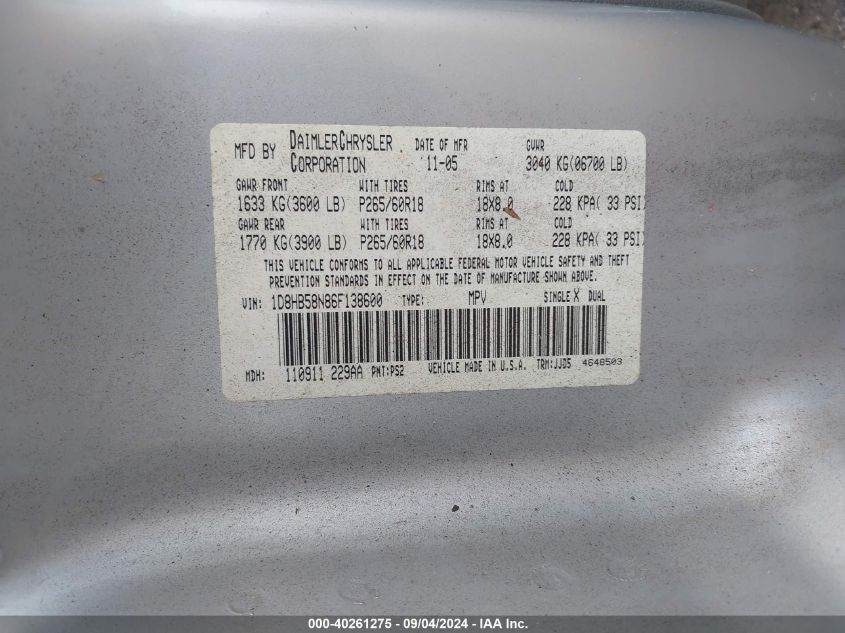 MFD BY DAIMLERCHRYSLER CORPORATION DATE OF MFR 11-05 GVWR 3040 KG(06700 LB)
GAWR FRONT WITH TIRES RIMS AT COLD
1633 KG(3600 LB) P265/60R18 18X8.0 228 KPA( 33 PSI)
GAWR REAR WITH TIRES RIMS AT COLD
1770 KG(3900 LB) P265/60R18 18X8.0 228 KPA( 33 PSI)
THIS VEHICLE CONFORMS TO ALL APPLICABLE FEDERAL MOTOR VEHICLE SAFETY AND THEFT
PREVENTION STANDARDS IN EFFECT ON THE DATE OF MANUFACTURE SHOWN ABOVE.
VIN: 1D8HB58N86F138600 TYPE: MPV SINGLE X DUAL
MDH: 110911 229AA PNT:PS2 VEHICLE MADE IN U.S.A. TRM:JJD5 4648503
000-40261275 - 09/04/2024 - IAA Inc.